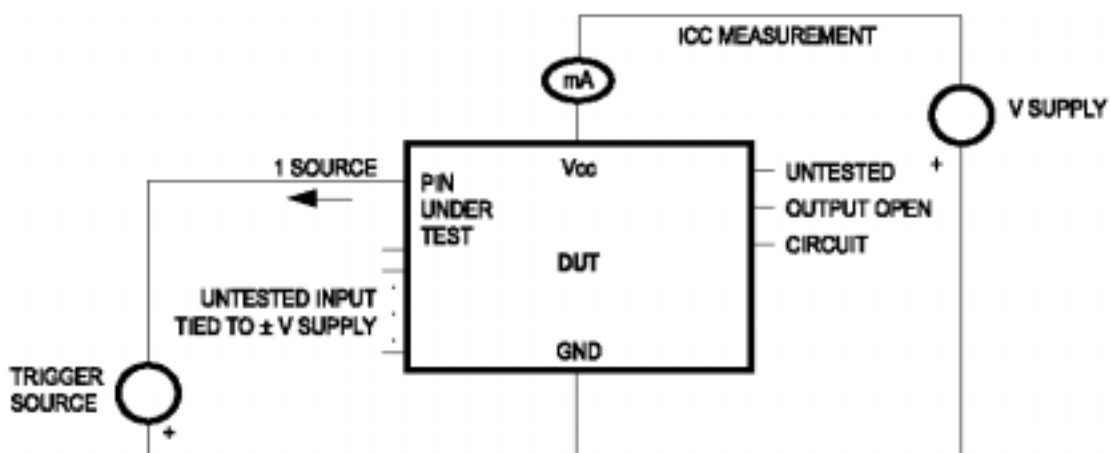 ICC MEASUREMENT
mA
V SUPPLY
+
1 SOURCE
PIN
UNDER
TEST
Vcc
UNTESTED
OUTPUT OPEN
CIRCUIT
DUT
UNTESTED INPUT
TIED TO ± V SUPPLY
GND
TRIGGER
SOURCE
+